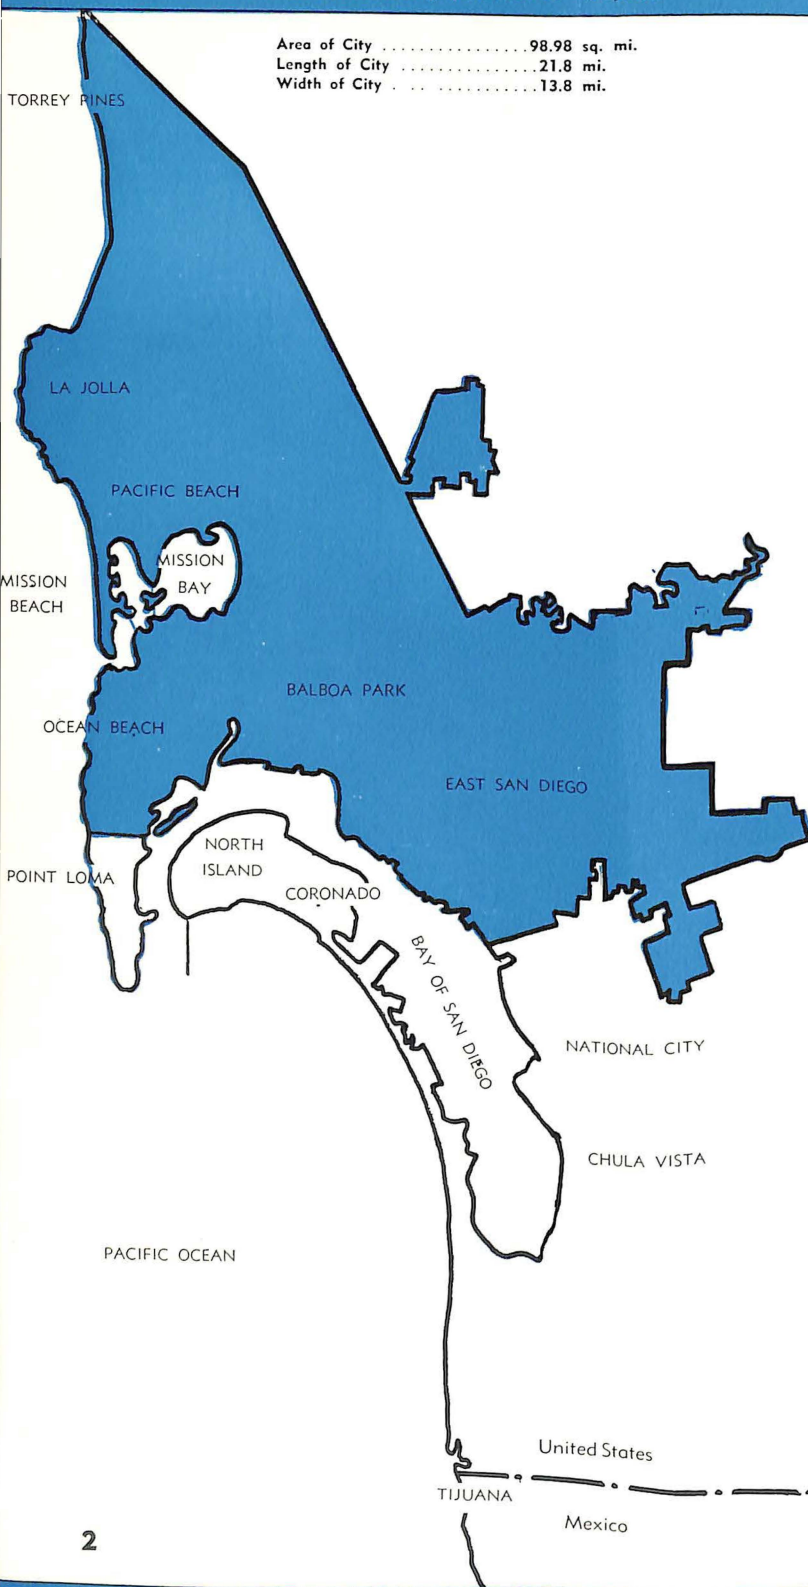 Area of City ................98.98 sq. mi.
Length of City ...............21.8 mi.
Width of City . .. ............13.8 mi.
TORREY PINES
LA JOLLA
PACIFIC BEACH
MISSION
BAY
MISSION
BEACH
BALBOA PARK
OCEAN BEACH
EAST SAN DIEGO
NORTH
ISLAND
POINT LOMA
CORONADO
BAY OF SAN DIEGO
NATIONAL CITY
CHULA VISTA
PACIFIC OCEAN
United States
TIJUANA
Mexico
2